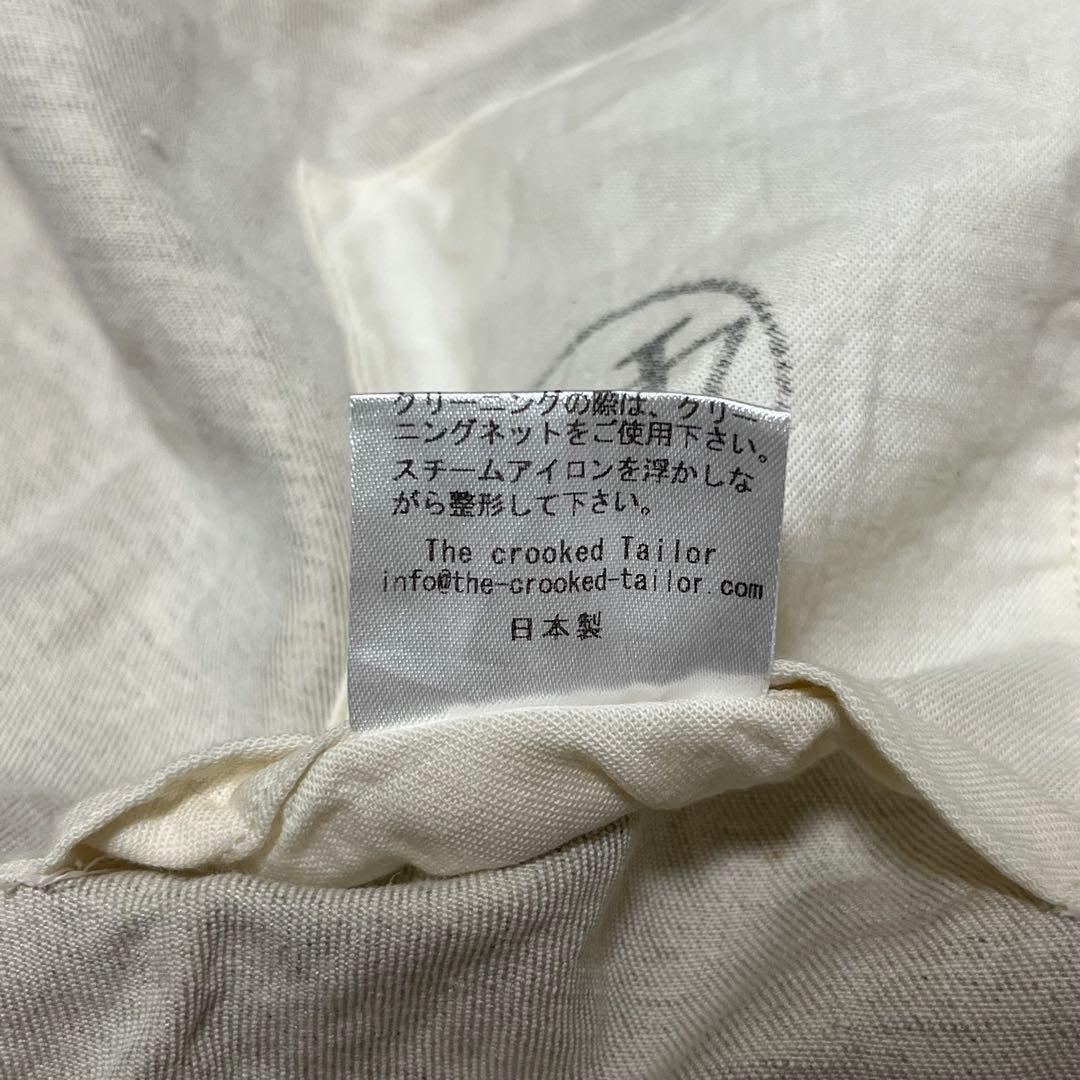 クリーニングの際は、クリー
ニングネットをご使用下さい。
スチームアイロンを浮かしな
がら整形して下さい。
The crooked Tailor
info@the-crooked-tailor.com
日本製